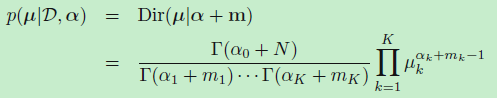 p(μ|𝒟, α) = Dir(μ|α + m)
= Γ(α₀ + N) / Γ(α₁ + m₁) ⋯ Γ(α_K + m_K) ∏_{k=1}^{K} μ_k^{α_k+m_k−1}